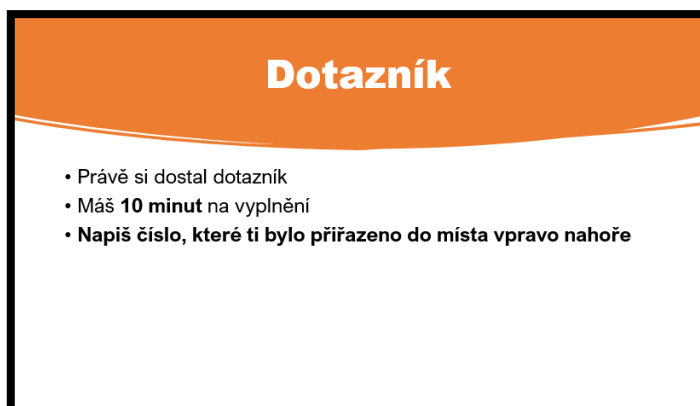 Dotazník
• Právě si dostal dotazník
• Máš 10 minut na vyplnění
• Napiš číslo, které ti bylo přiřazeno do místa vpravo nahoře